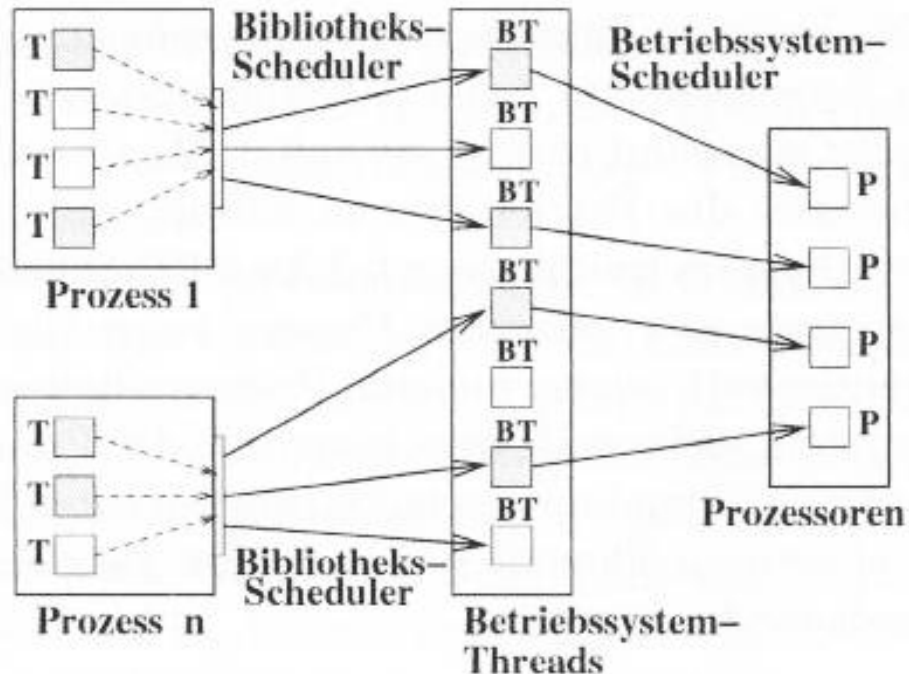 Bibliotheks–
Scheduler
Betriebssystem–
Scheduler
T
T
T
T
Prozess 1
BT
BT
BT
BT
BT
BT
BT
P
P
P
P
Prozessoren
T
T
T
Prozess n
Bibliotheks–
Scheduler
Betriebssystem–
Threads